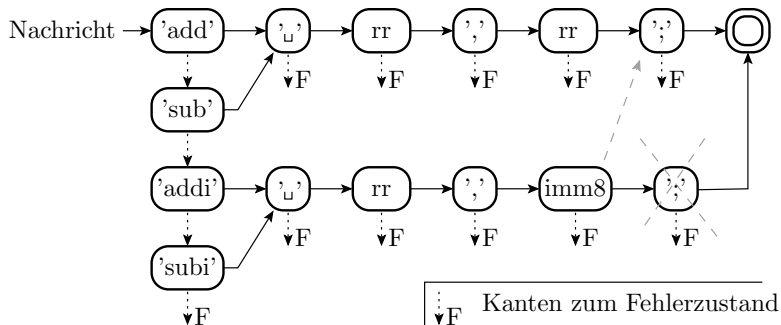 Nachricht 'add' '␣' rr ',' rr ';'
F F F F F
'sub'
'addi' '␣' rr ',' imm8 ';'
F F F F F
'subi'
F
F Kanten zum Fehlerzustand